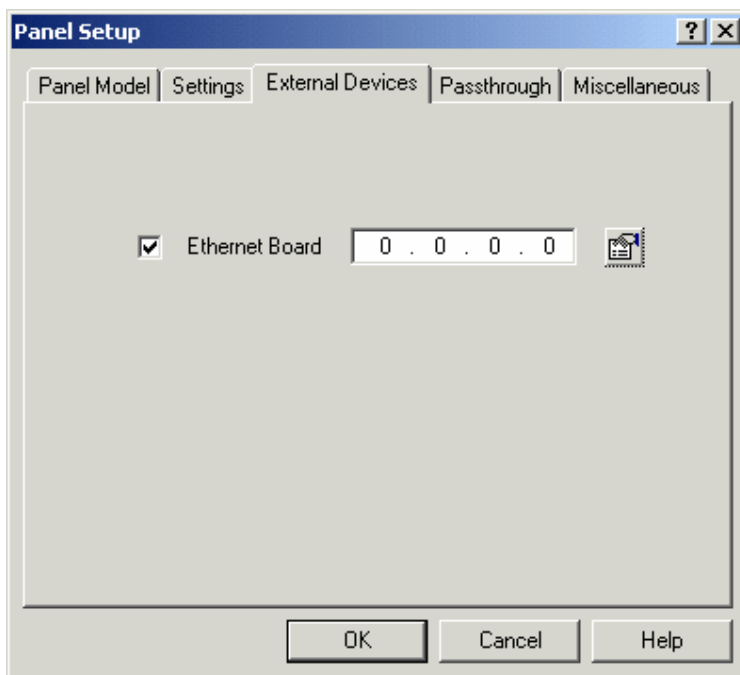 Panel Setup
Panel Model Settings External Devices Passthrough Miscellaneous
Ethernet Board 0 . 0 . 0 . 0
OK Cancel Help